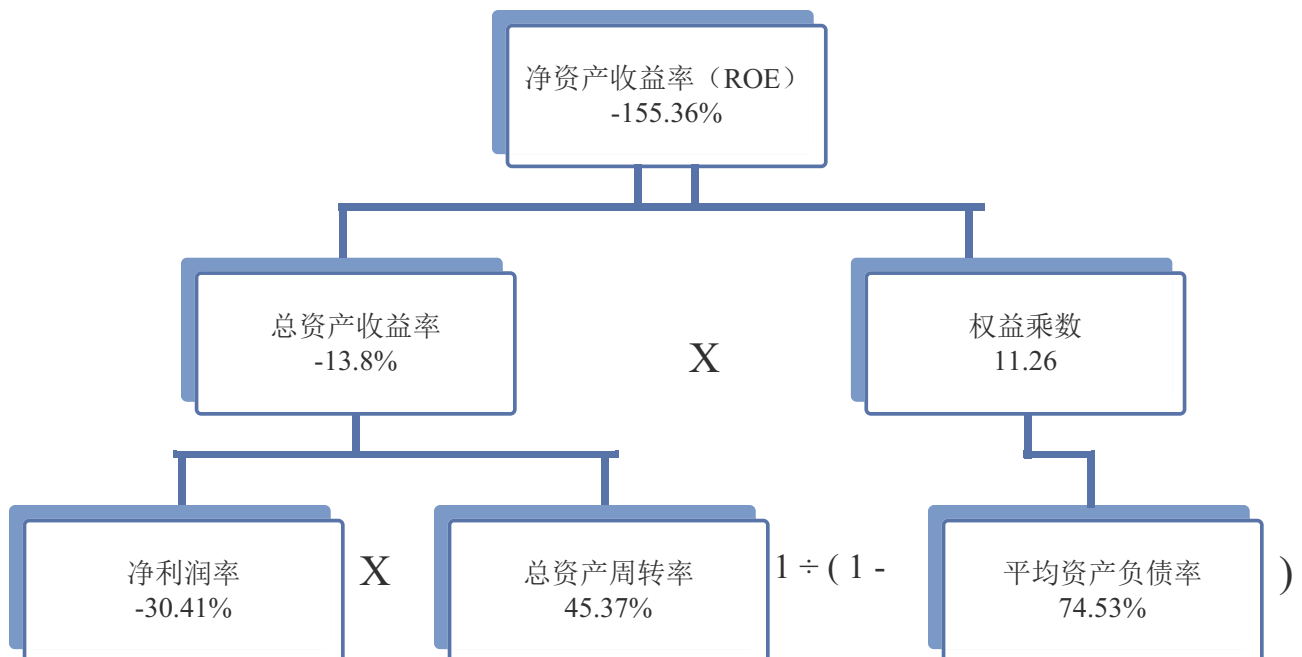 净资产收益率（ROE）
-155.36%
总资产收益率
-13.8%
X
权益乘数
11.26
净利润率
-30.41%
X
总资产周转率
45.37%
1 ÷ ( 1 -
平均资产负债率
74.53%
)